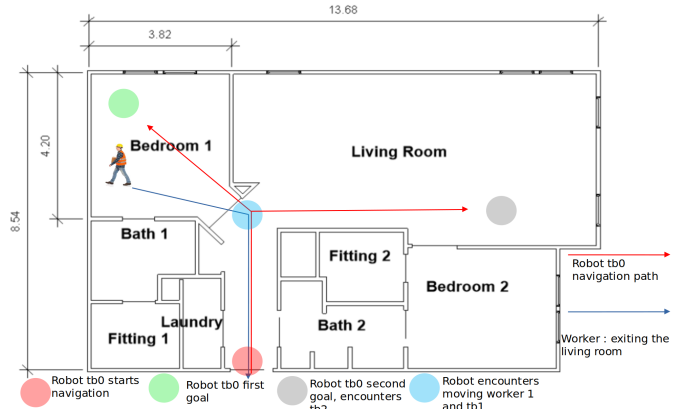 13.68
3.82
4.20
8.54
Bedroom 1
Living Room
Bath 1
Fitting 2
Bedroom 2
Laundry
Fitting 1
Bath 2
Robot tb0
navigation path
Worker : exiting the
living room
Robot tb0 starts
navigation
Robot tb0 first
goal
Robot tb0 second
goal, encounters
tb2
Robot encounters
moving worker 1
and tb1